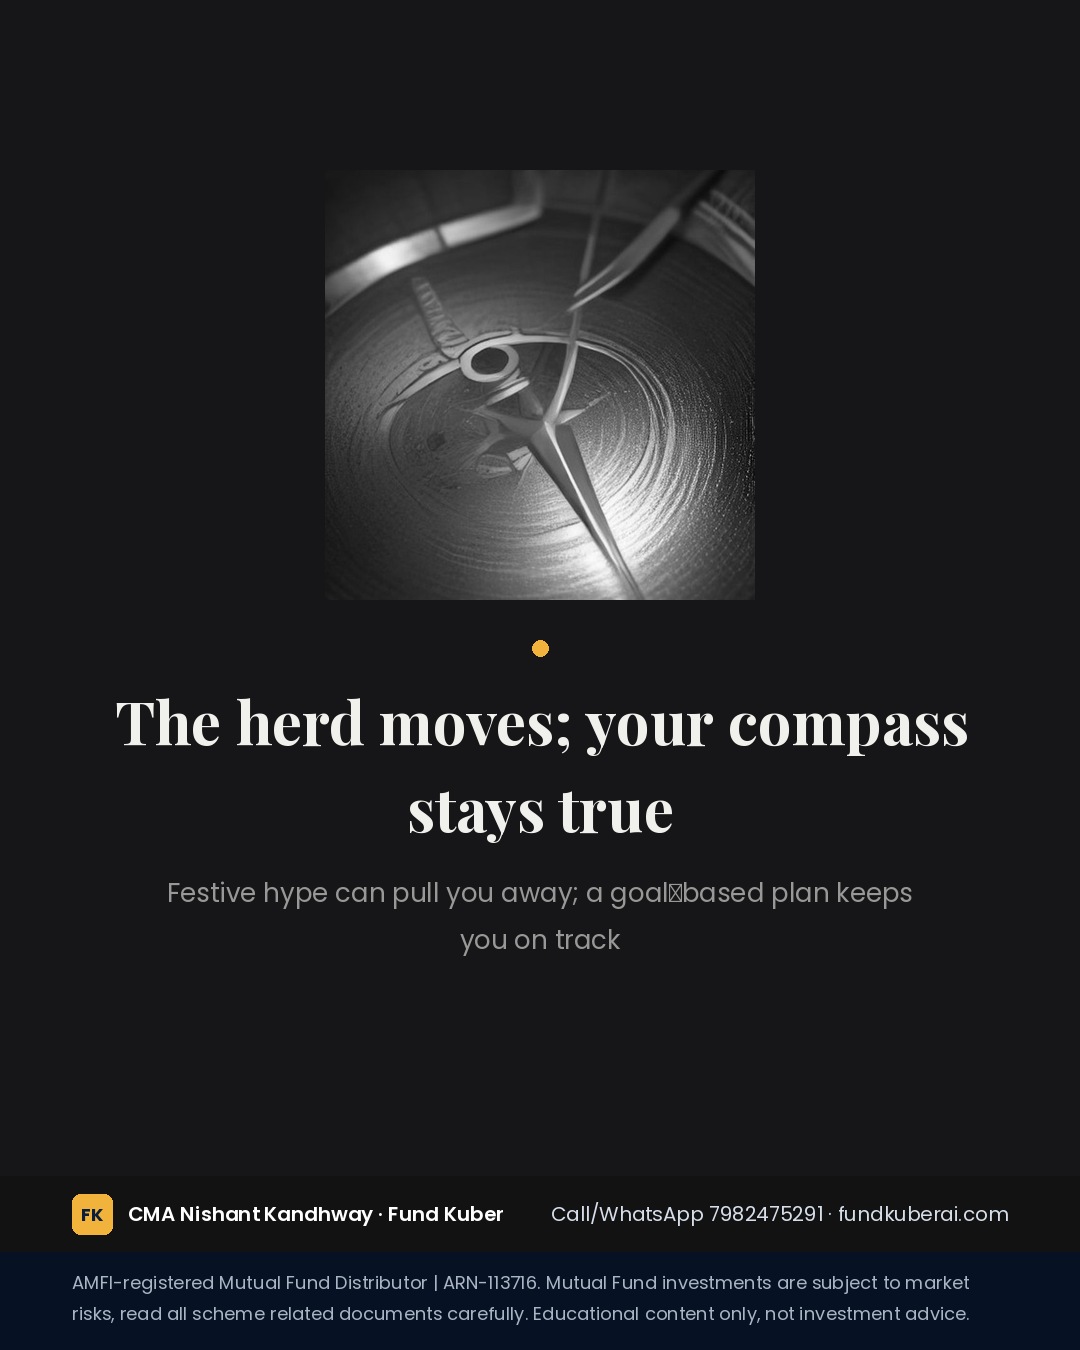 The herd moves; your compass
stays true
Festive hype can pull you away; a goal☒based plan keeps
you on track
FK CMA Nishant Kandhway · Fund Kuber Call/WhatsApp 7982475291 · fundkuberai.com
AMFI-registered Mutual Fund Distributor | ARN-113716. Mutual Fund investments are subject to market
risks, read all scheme related documents carefully. Educational content only, not investment advice.